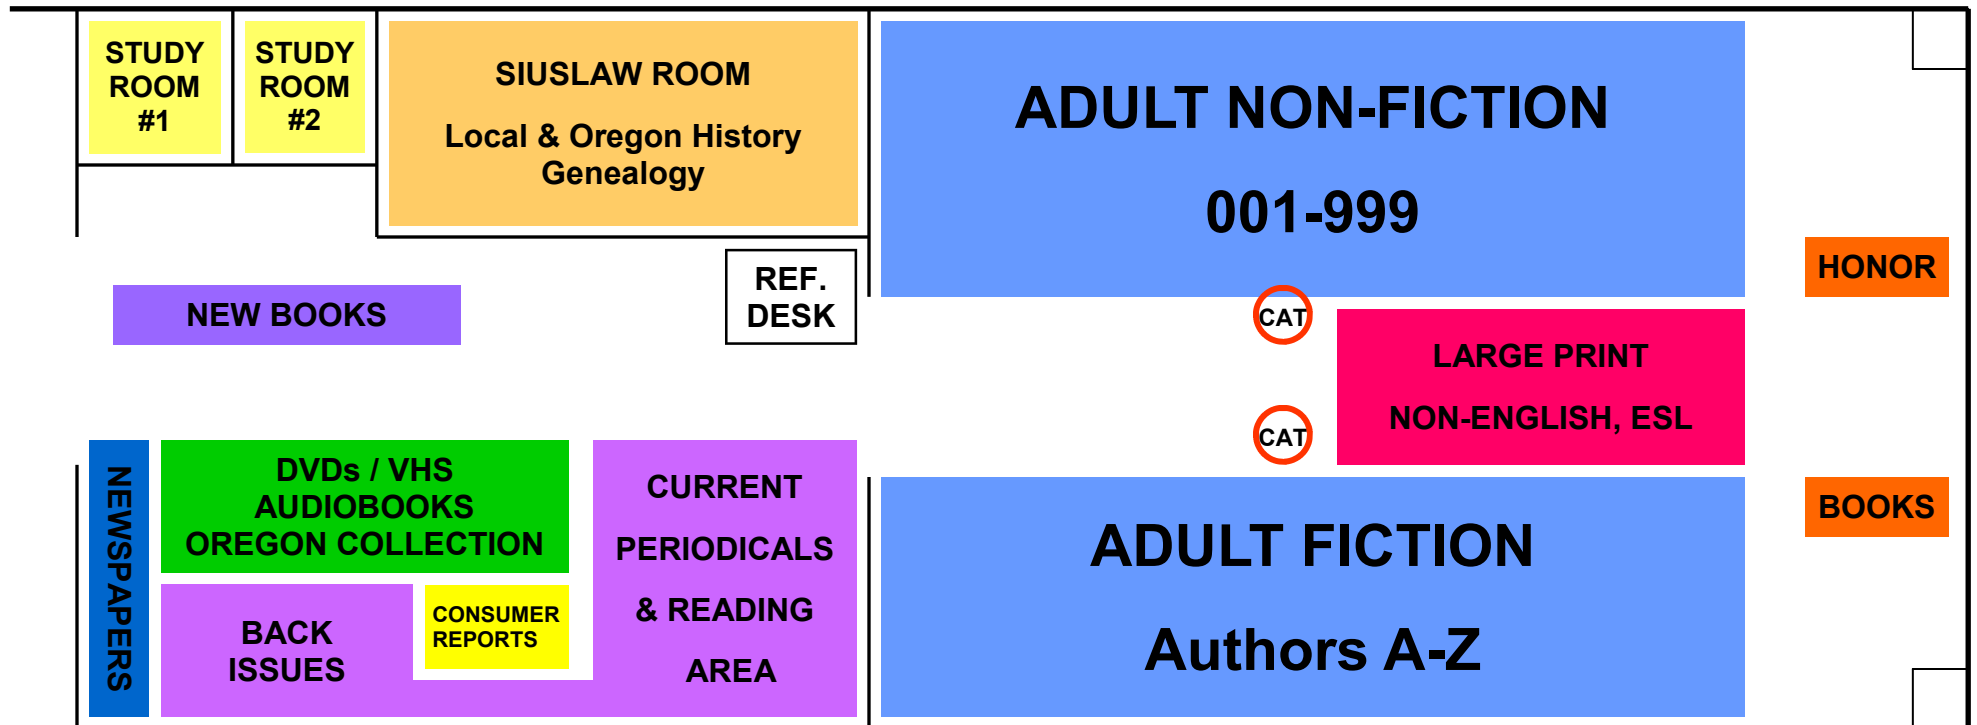 STUDY
ROOM
#1
STUDY
ROOM
#2
SIUSLAW ROOM
Local & Oregon History
Genealogy
ADULT NON-FICTION
001-999
HONOR
NEW BOOKS
REF.
DESK
CAT
LARGE PRINT
NON-ENGLISH, ESL
CAT
NEWSPAPERS
DVDs / VHS
AUDIOBOOKS
OREGON COLLECTION
BACK
ISSUES
CONSUMER
REPORTS
CURRENT
PERIODICALS
& READING
AREA
ADULT FICTION
Authors A-Z
BOOKS